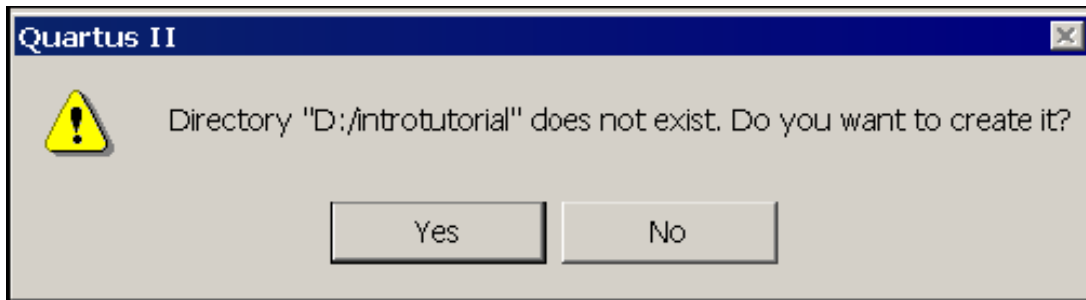 Quartus II
Directory "D:/introtutorial" does not exist. Do you want to create it?
Yes
No